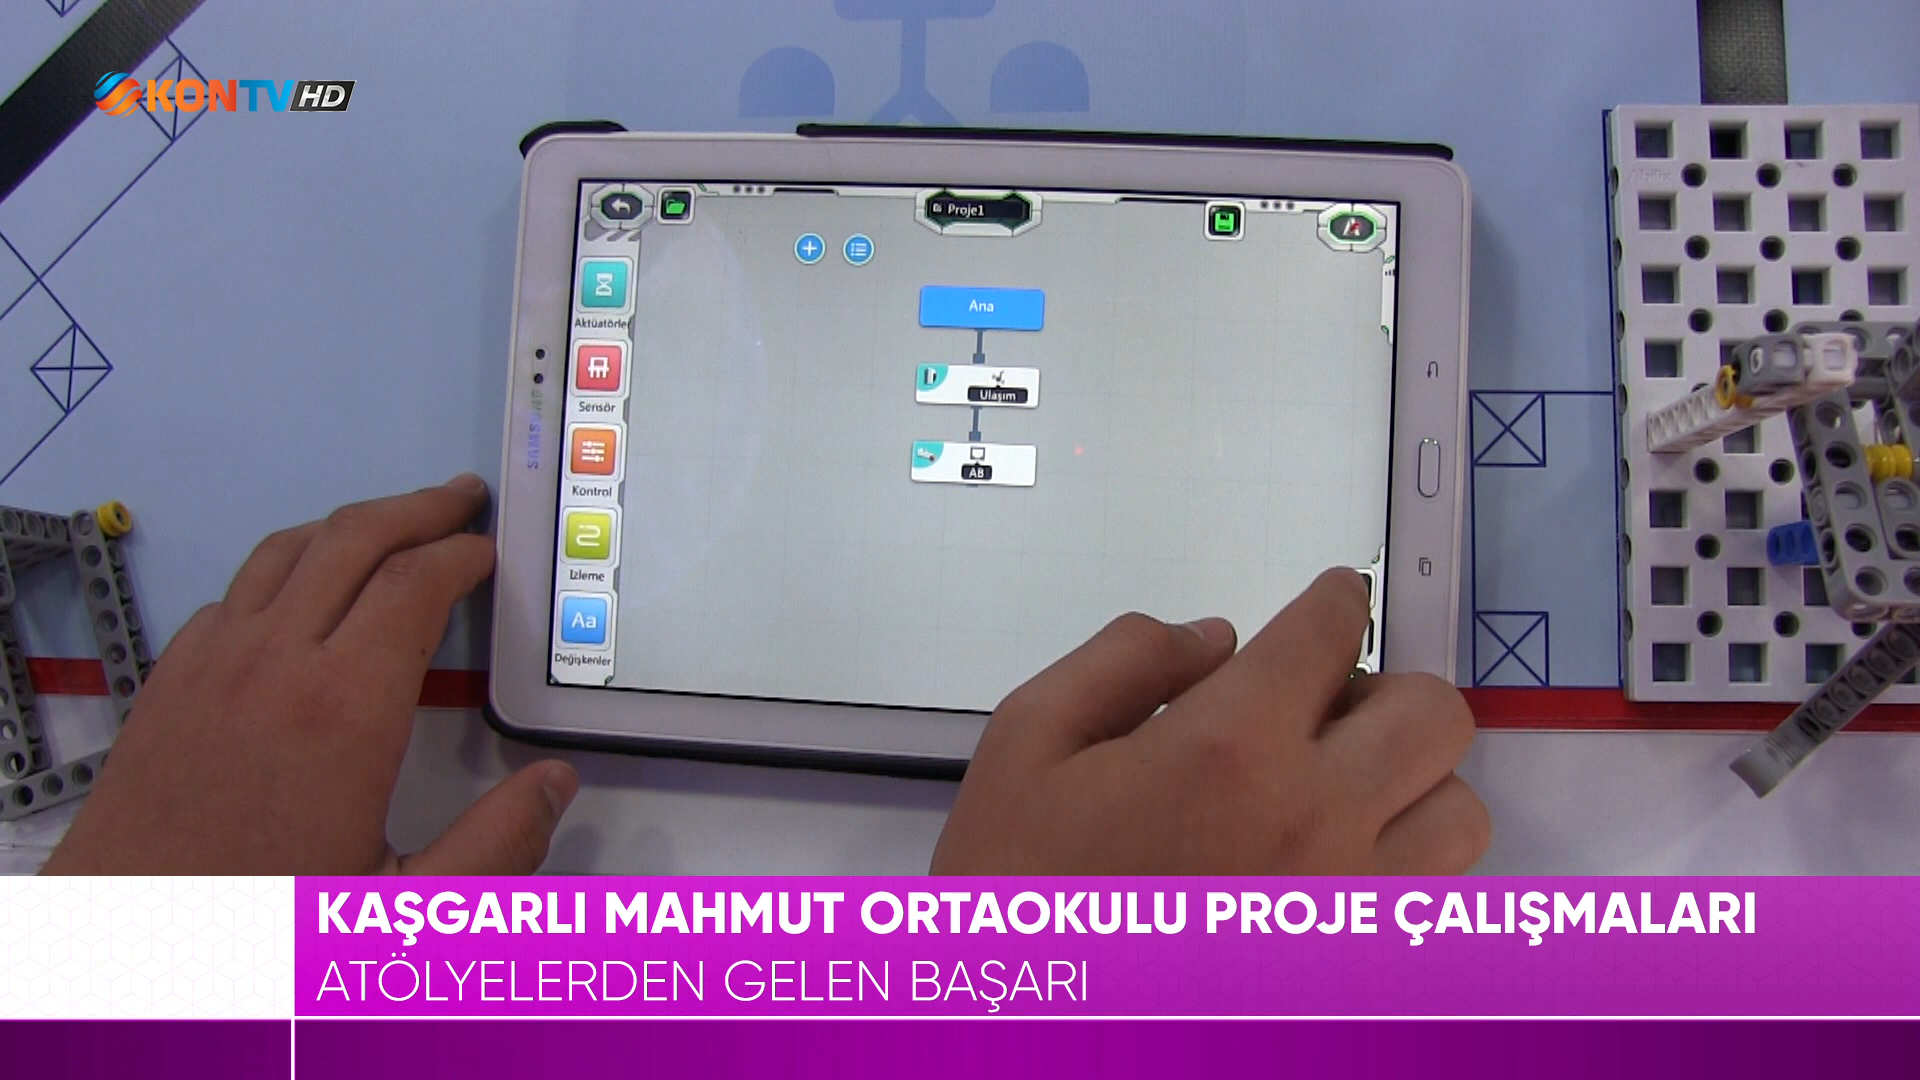 KONTV HD
Proje1
Ana
Aktüatörler
Ulaşım
Sensör
AB
Kontrol
İzleme
Aa
Değişkenler
SAMSUNG
KAŞGARLI MAHMUT ORTAOKULU PROJE ÇALIŞMALARI
ATÖLYELERDEN GELEN BAŞARI